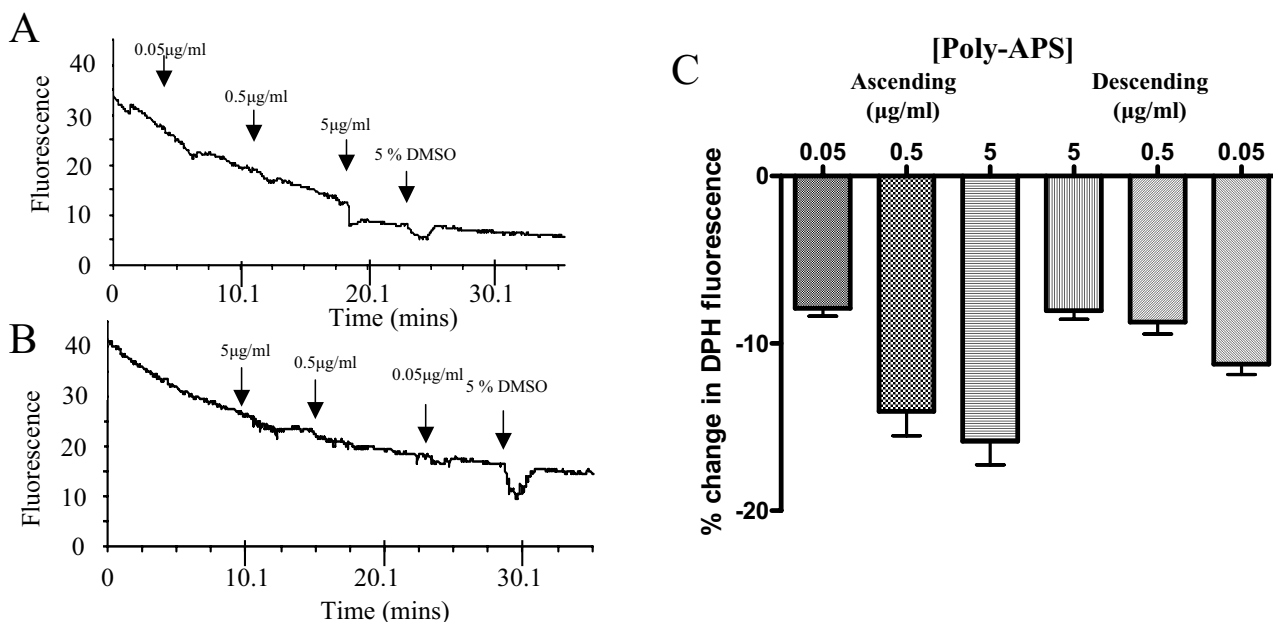 A
0.05µg/ml
0.5µg/ml
5µg/ml
5 % DMSO
Fluorescence
40
30
20
10
0
0 10.1 20.1 30.1
Time (mins)
B
5µg/ml
0.5µg/ml
0.05µg/ml
5 % DMSO
Fluorescence
40
30
20
10
0
0 10.1 20.1 30.1
Time (mins)
C
[Poly-APS]
Ascending Descending
(µg/ml) (µg/ml)
0.05 0.5 5 5 0.5 0.05
% change in DPH fluorescence
0
-10
-20